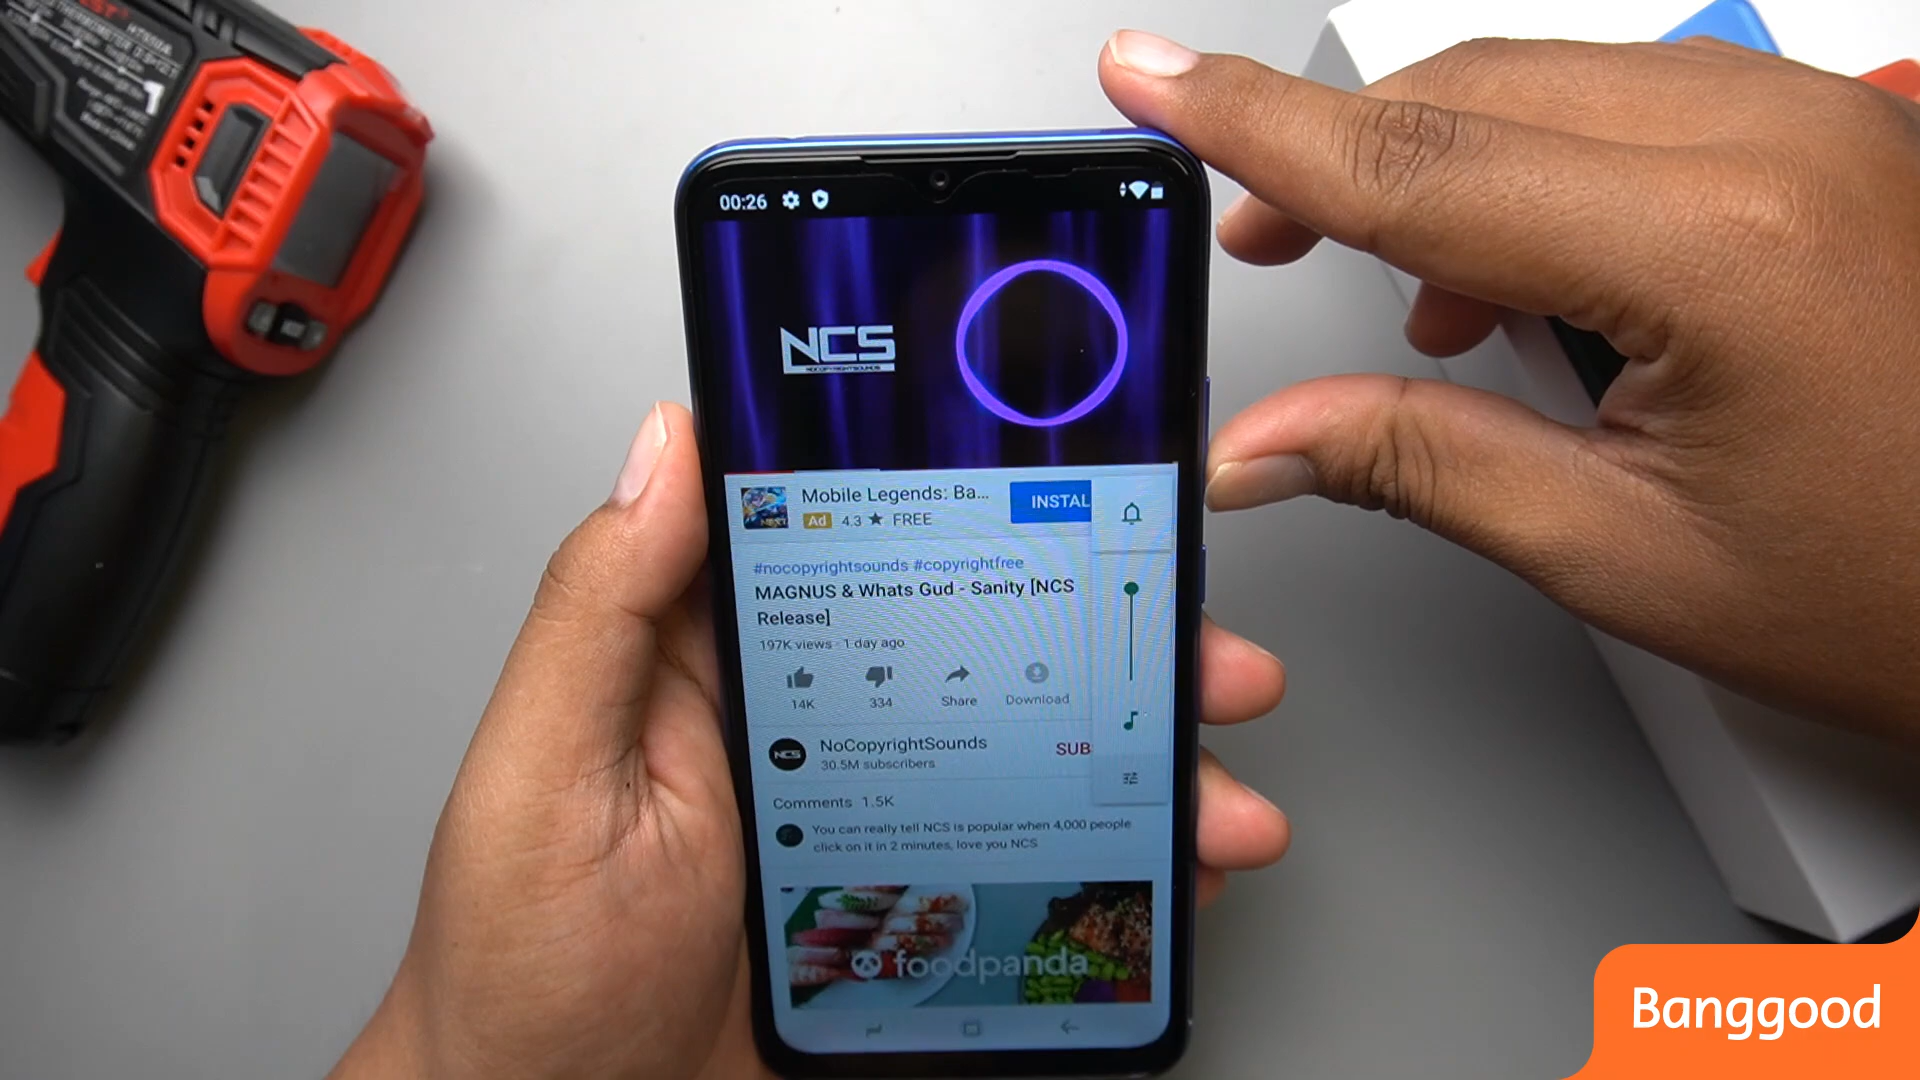 HT650A
00:26
NCS
NOCOPYRIGHTSOUNDS
Mobile Legends: Ba...
INSTAL
Ad 4.3 ★ FREE
#nocopyrightsounds #copyrightfree
MAGNUS & Whats Gud - Sanity [NCS
Release]
197K views · 1 day ago
14K
334
Share
Download
NCS
NoCopyrightSounds
SUB
30.5M subscribers
Comments 1.5K
You can really tell NCS is popular when 4,000 people
click on it in 2 minutes, love you NCS
foodpanda
Banggood